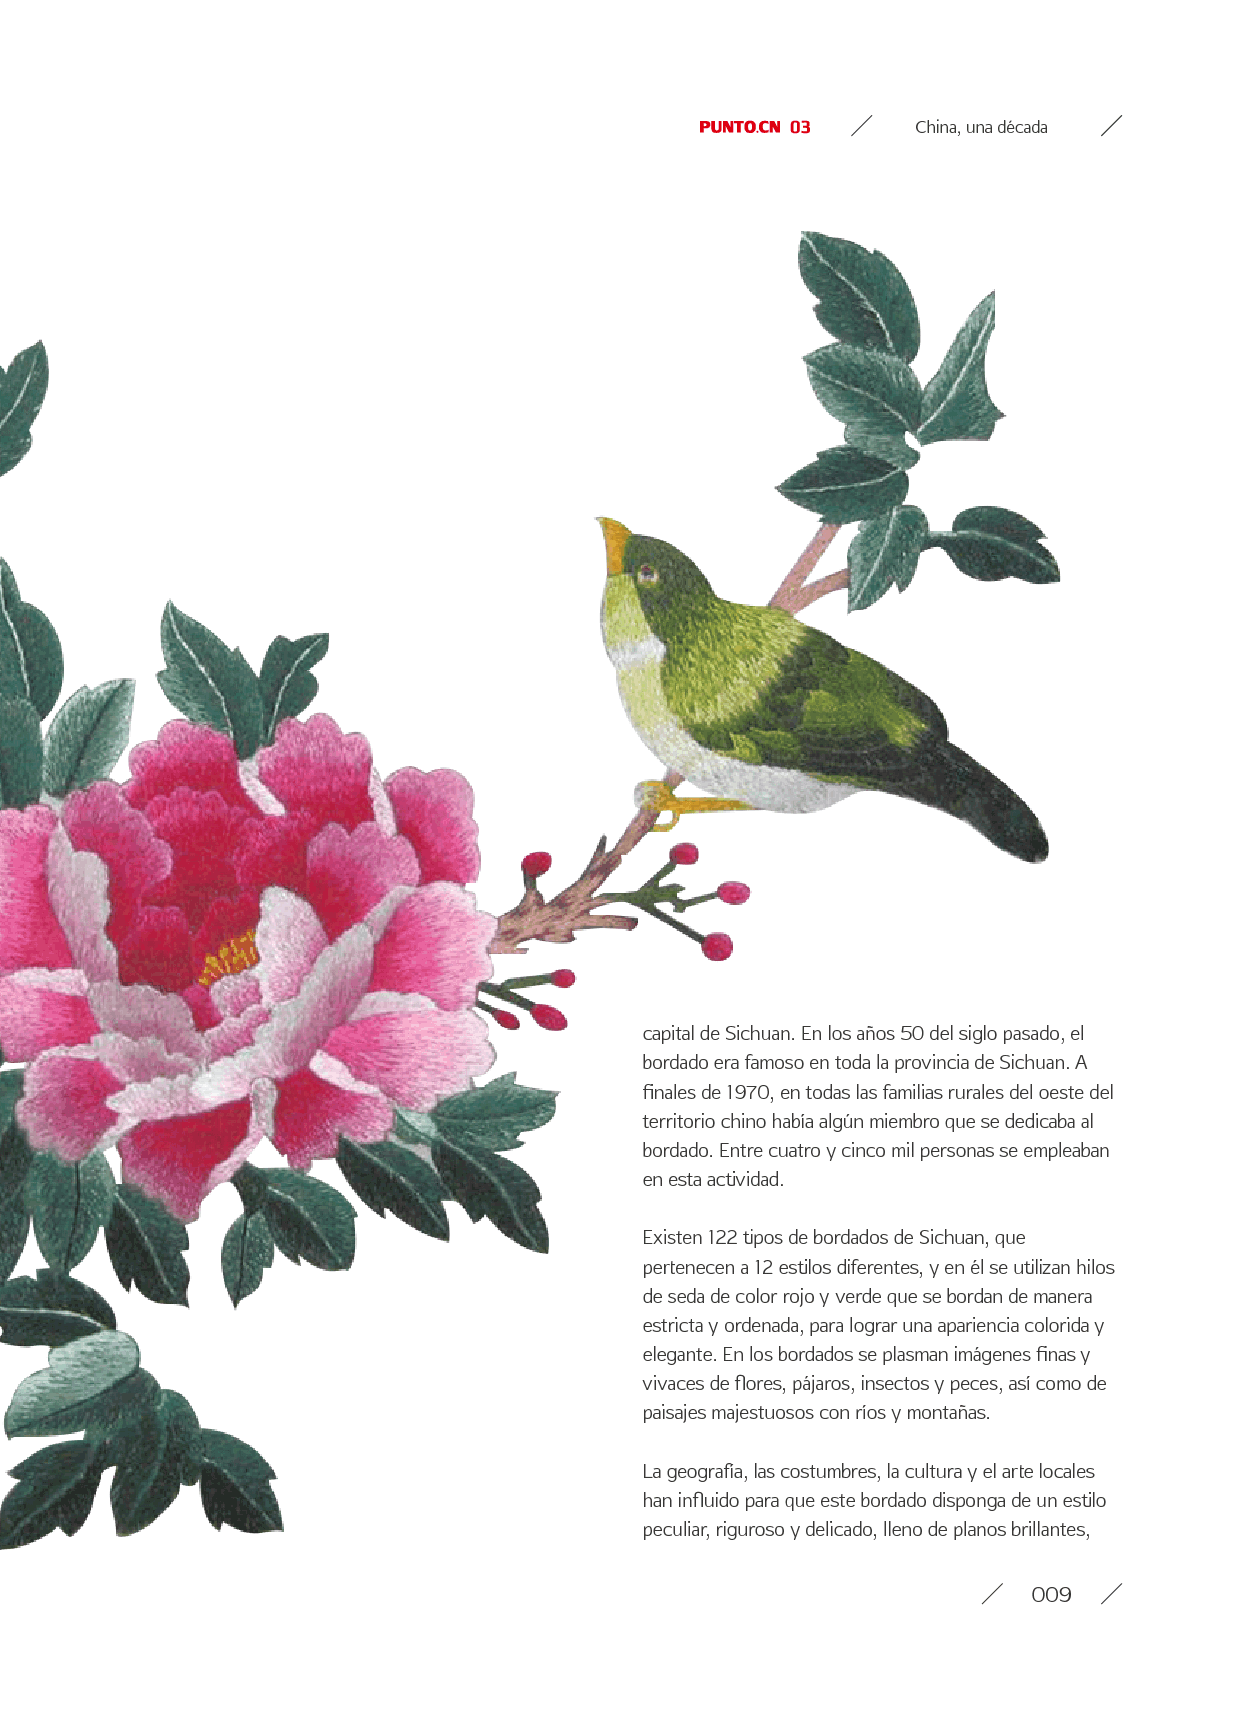 PUNTO.CN 03
China, una década
capital de Sichuan. En los años 50 del siglo pasado, el
bordado era famoso en toda la provincia de Sichuan. A
finales de 1970, en todas las familias rurales del oeste del
territorio chino había algún miembro que se dedicaba al
bordado. Entre cuatro y cinco mil personas se empleaban
en esta actividad.
Existen 122 tipos de bordados de Sichuan, que
pertenecen a 12 estilos diferentes, y en él se utilizan hilos
de seda de color rojo y verde que se bordan de manera
estricta y ordenada, para lograr una apariencia colorida y
elegante. En los bordados se plasman imágenes finas y
vivaces de flores, pájaros, insectos y peces, así como de
paisajes majestuosos con ríos y montañas.
La geografía, las costumbres, la cultura y el arte locales
han influido para que este bordado disponga de un estilo
peculiar, riguroso y delicado, lleno de planos brillantes,
009